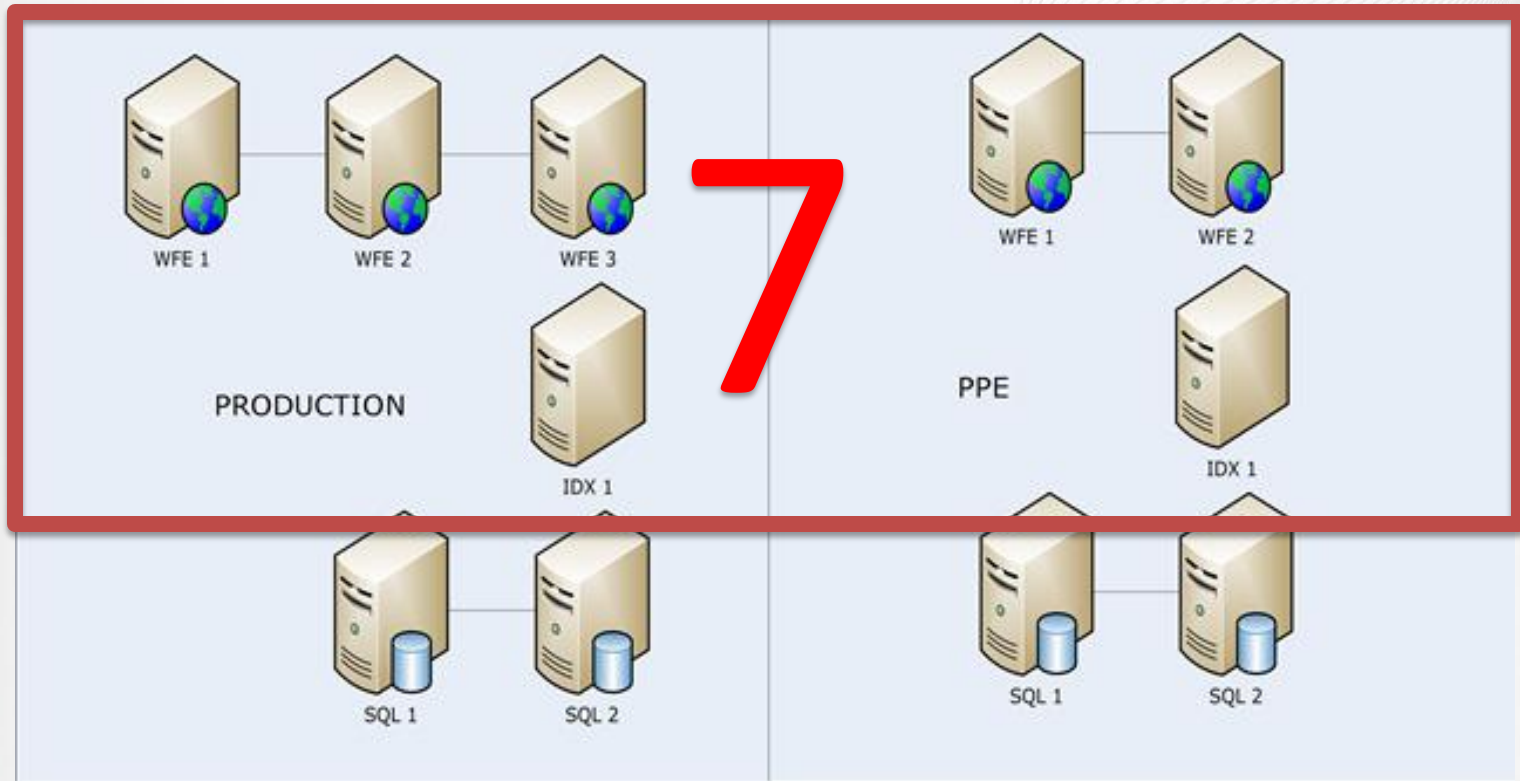 WFE 1 WFE 2 WFE 3
PRODUCTION
IDX 1
SQL 1 SQL 2
7
WFE 1 WFE 2
PPE
IDX 1
SQL 1 SQL 2